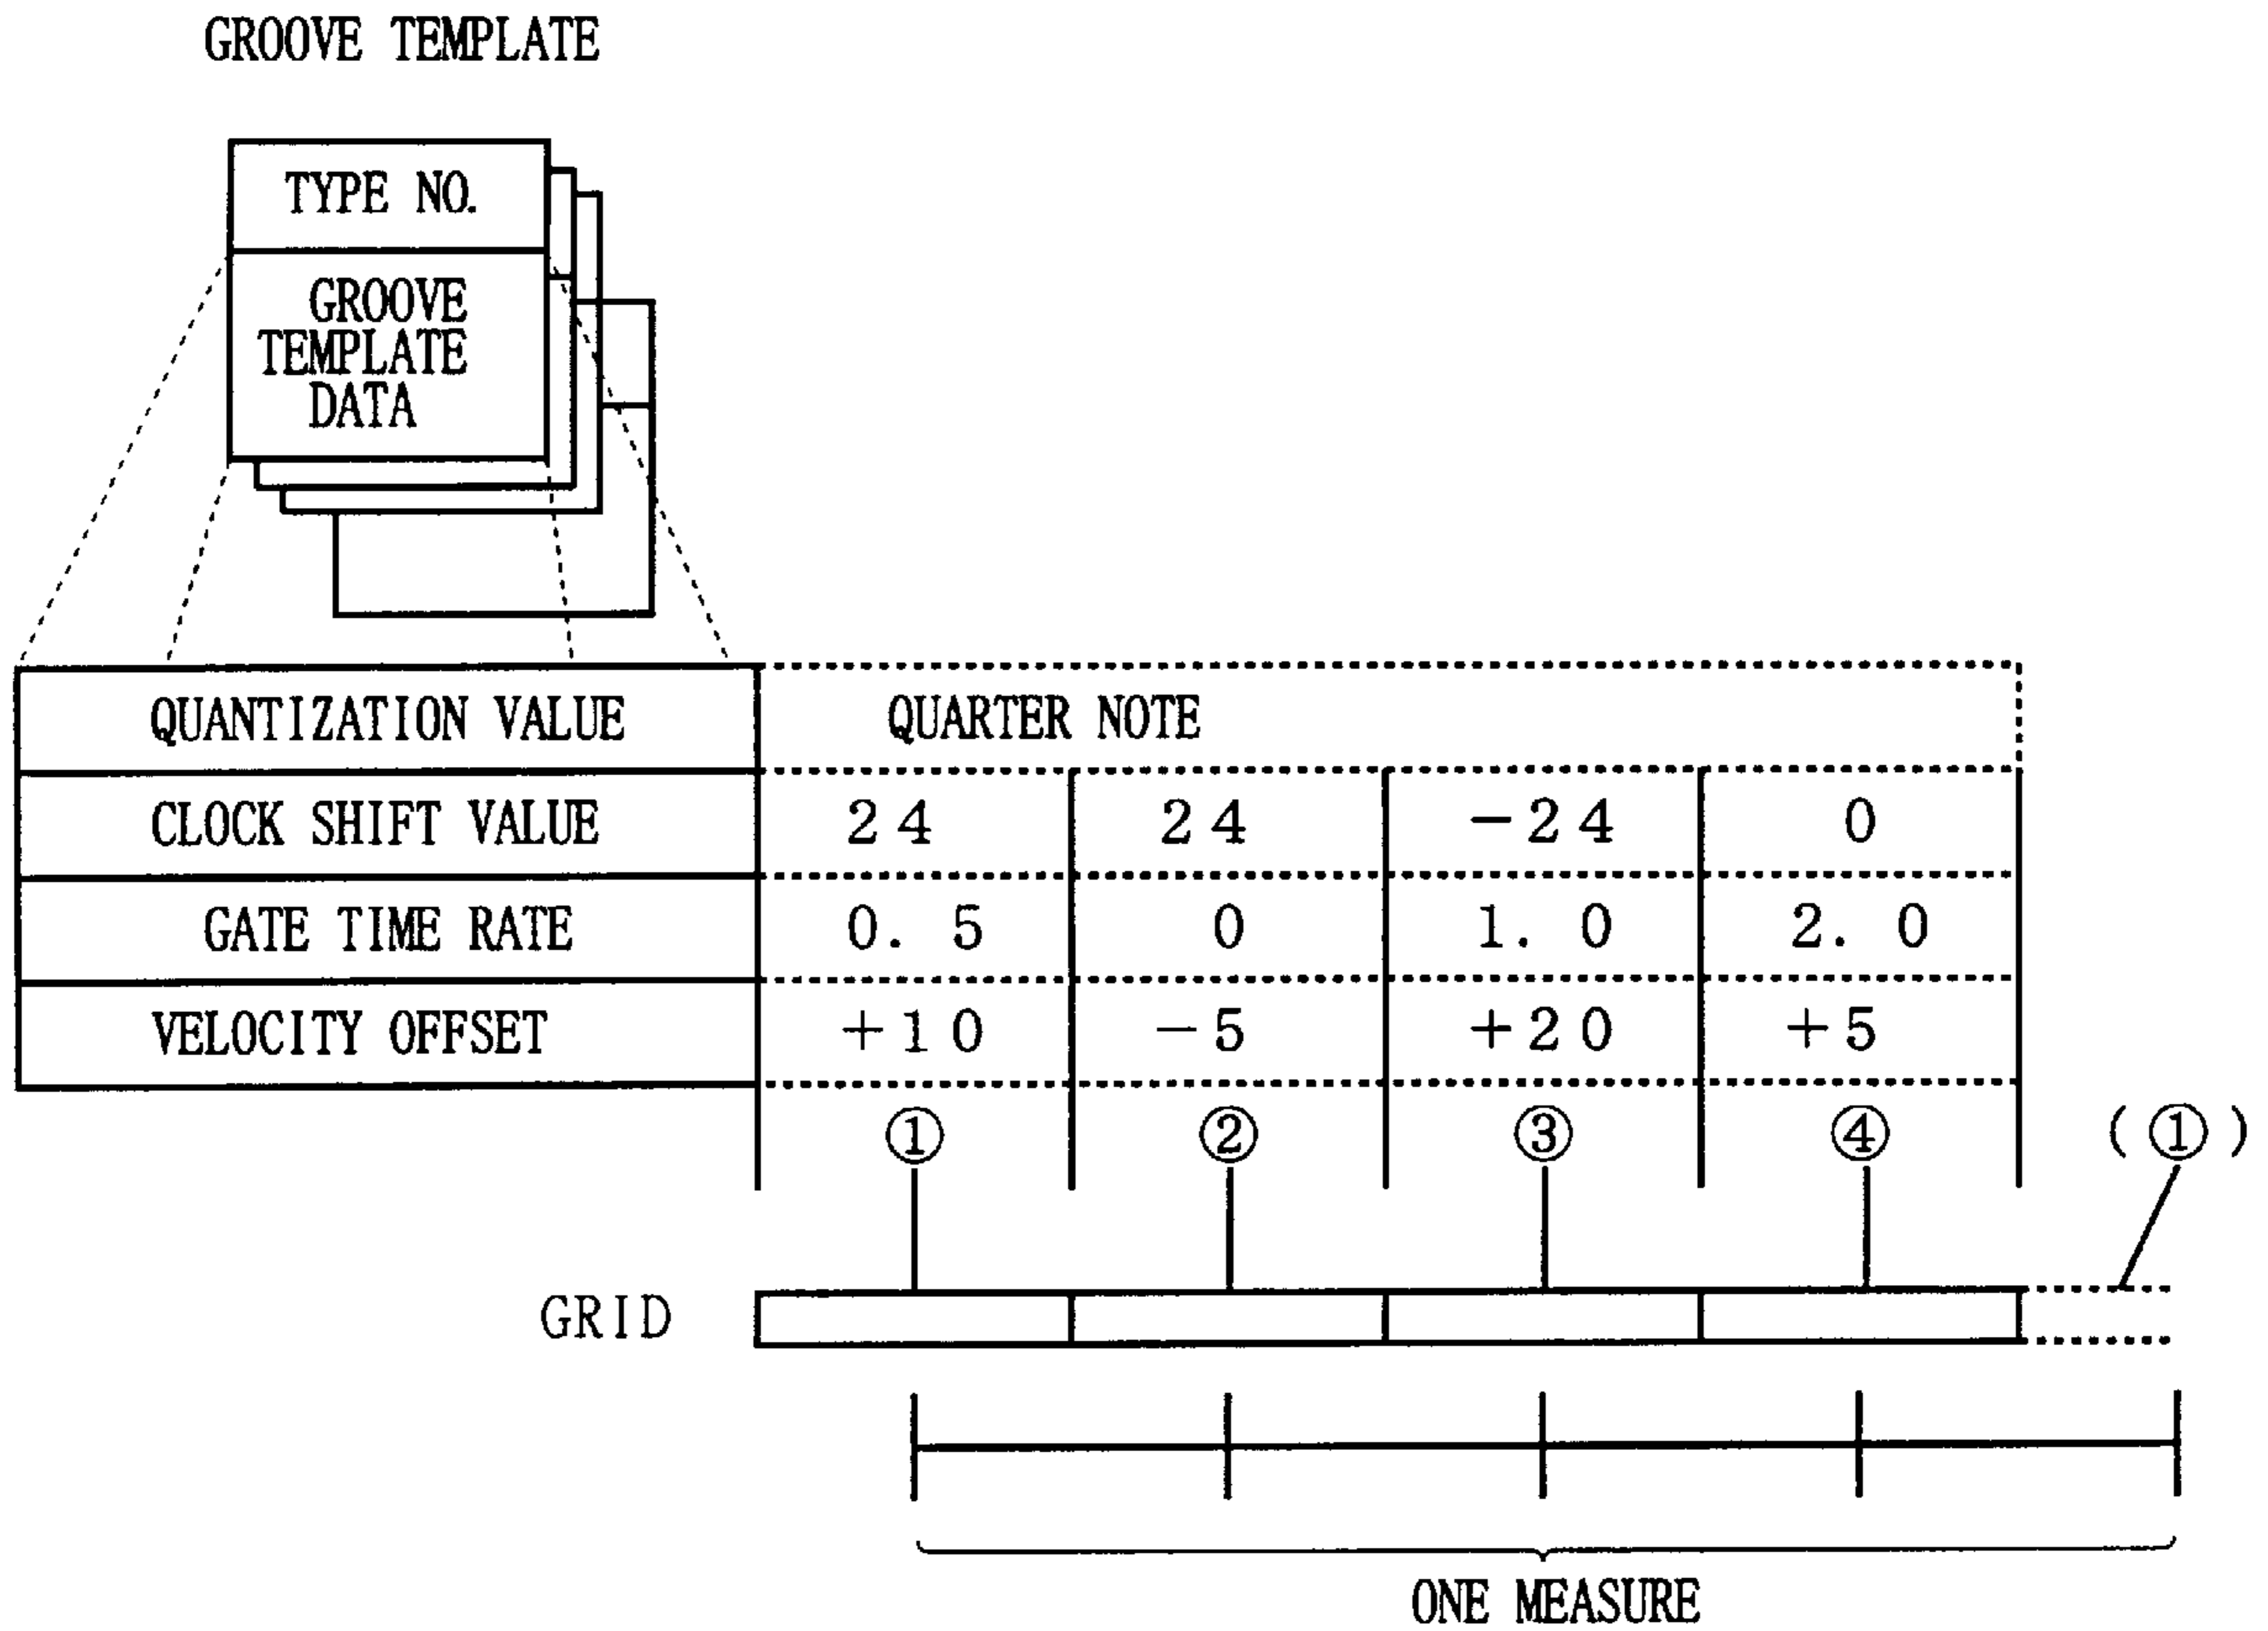 GROOVE TEMPLATE
TYPE NO.
GROOVE
TEMPLATE
DATA
QUANTIZATION VALUE QUARTER NOTE
CLOCK SHIFT VALUE 24 24 -24 0
GATE TIME RATE 0.5 0 1.0 2.0
VELOCITY OFFSET +10 -5 +20 +5
① ② ③ ④ (①)
GRID
ONE MEASURE